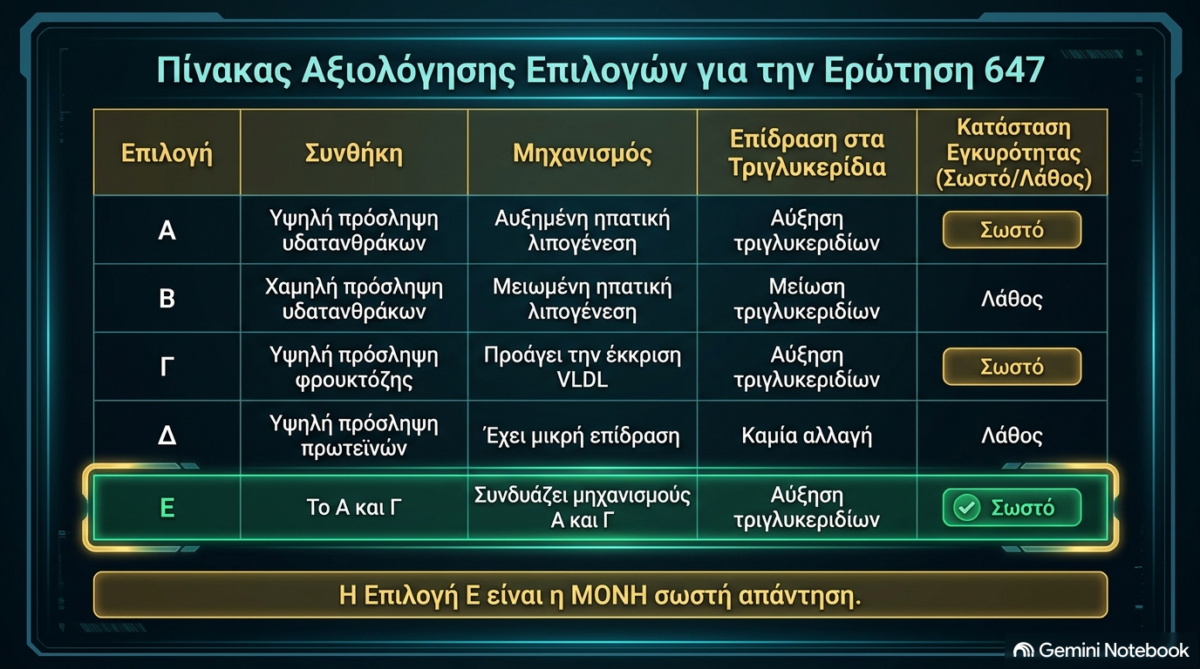 Πίνακας Αξιολόγησης Επιλογών για την Ερώτηση 647
Επιλογή
Συνθήκη
Μηχανισμός
Επίδραση στα
Τριγλυκερίδια
Κατάσταση
Εγκυρότητας
(Σωστό/Λάθος)
Α
Υψηλή πρόσληψη
υδατανθράκων
Αυξημένη ηπατική
λιπογένεση
Αύξηση
τριγλυκεριδίων
Σωστό
Β
Χαμηλή πρόσληψη
υδατανθράκων
Μειωμένη ηπατική
λιπογένεση
Μείωση
τριγλυκεριδίων
Λάθος
Γ
Υψηλή πρόσληψη
φρουκτόζης
Προάγει την έκκριση
VLDL
Αύξηση
τριγλυκεριδίων
Σωστό
Δ
Υψηλή πρόσληψη
πρωτεϊνών
Έχει μικρή επίδραση
Καμία αλλαγή
Λάθος
Ε
Το Α και Γ
Συνδυάζει μηχανισμούς
Α και Γ
Αύξηση
τριγλυκεριδίων
Σωστό
Η Επιλογή Ε είναι η ΜΟΝΗ σωστή απάντηση.
Gemini Notebook